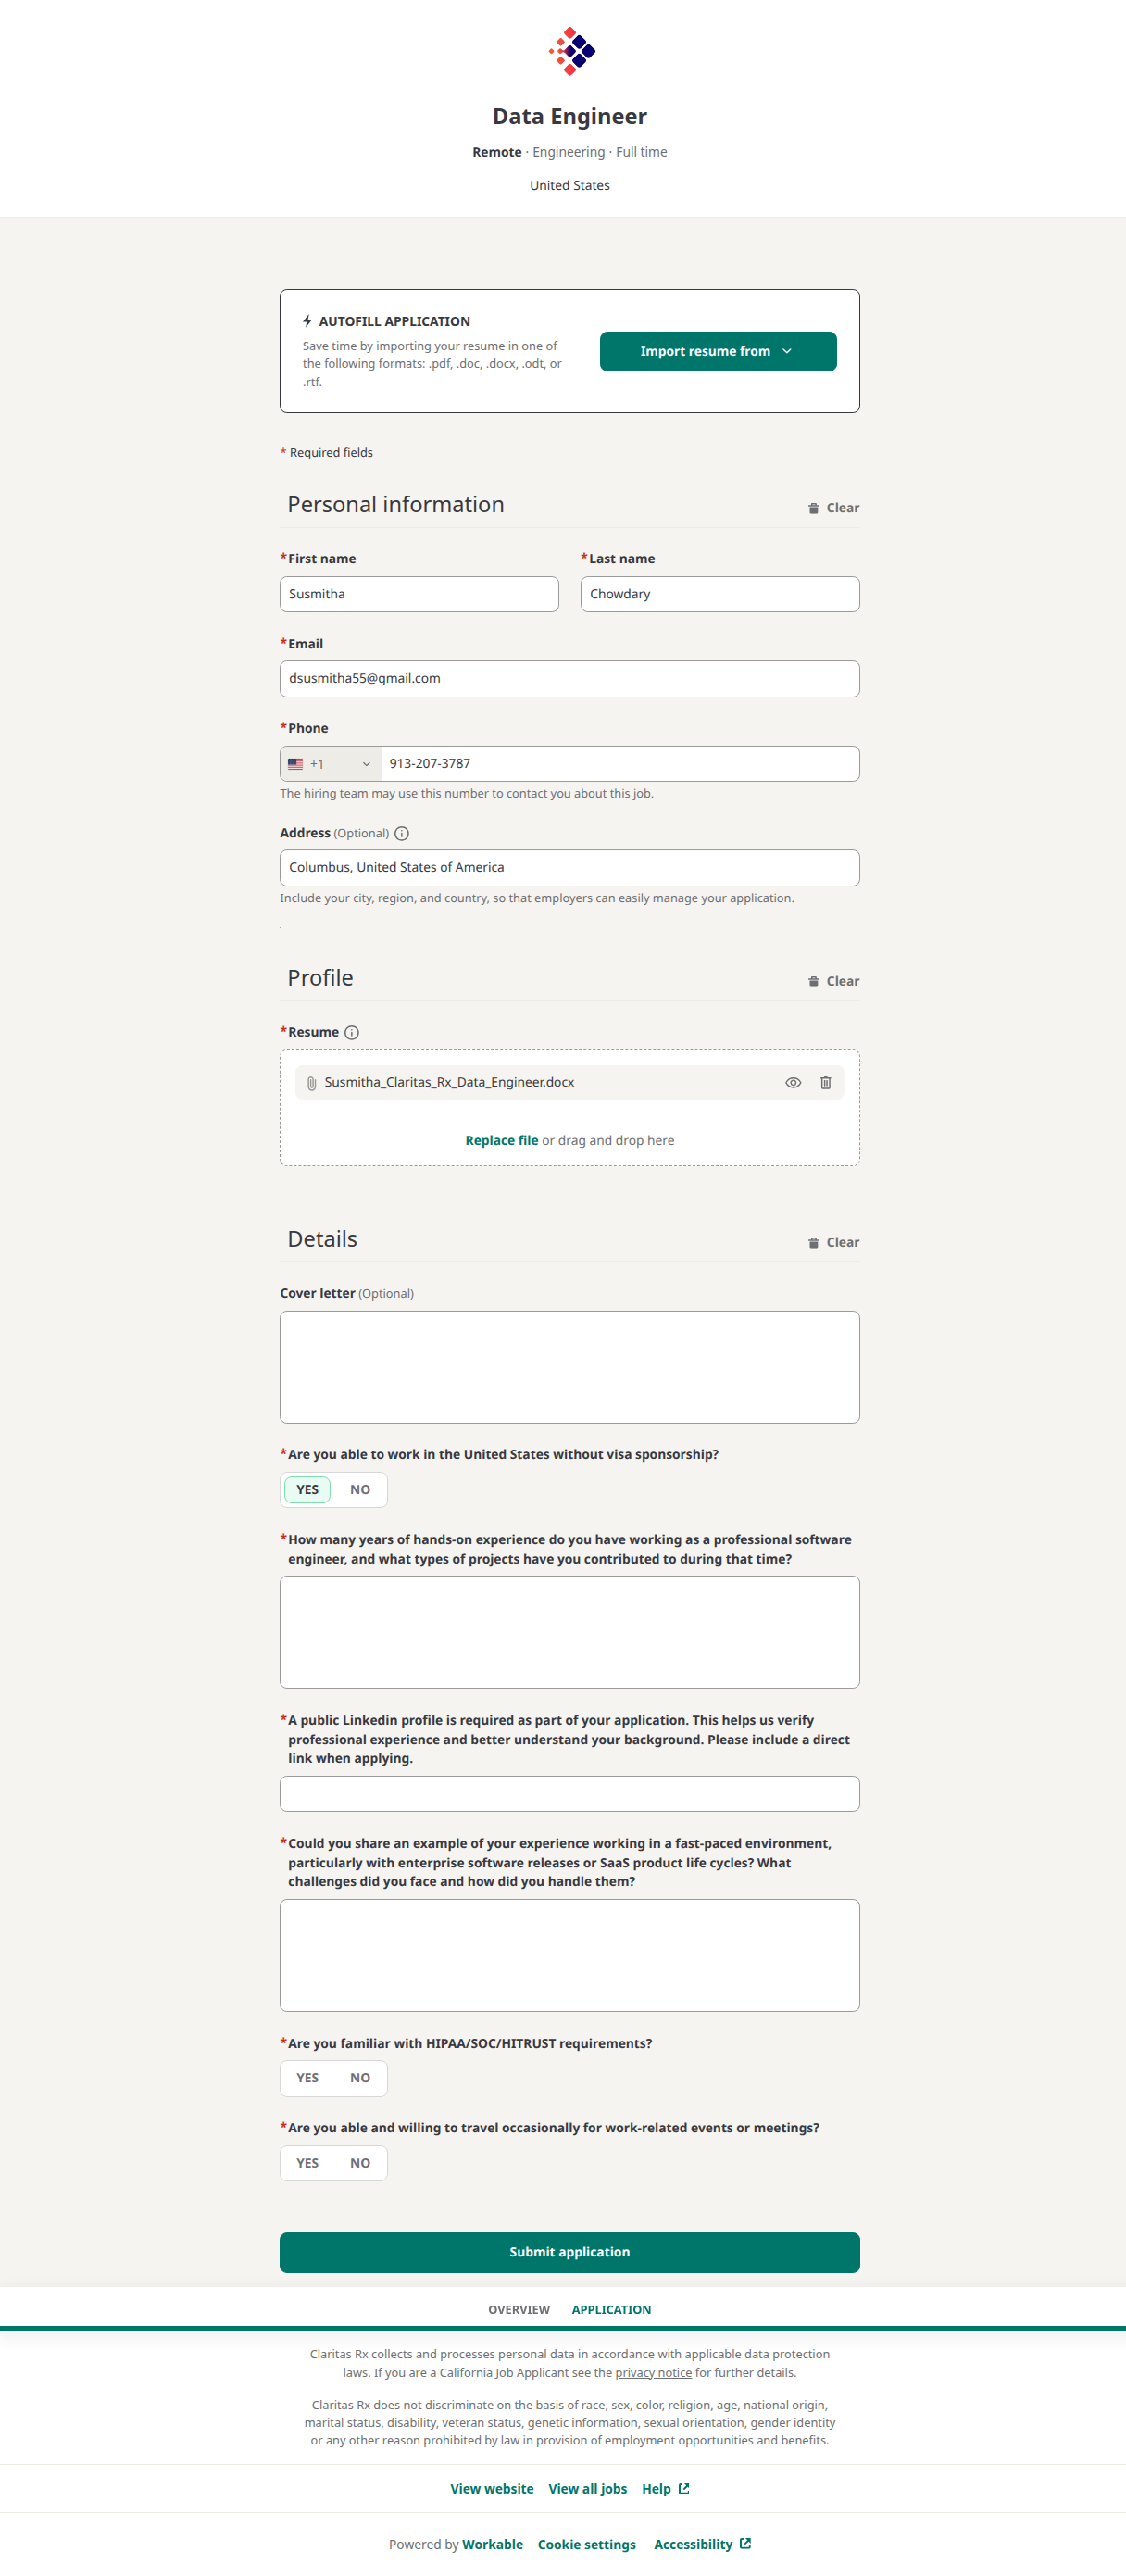 Data Engineer
Remote · Engineering · Full time
United States
AUTOFILL APPLICATION
Save time by importing your resume in one of
the following formats: .pdf, .doc, .docx, .odt, or
.rtf.
Import resume from
* Required fields
Personal information
Clear
*First name
*Last name
Susmitha
Chowdary
*Email
dsusmitha55@gmail.com
*Phone
+1
913-207-3787
The hiring team may use this number to contact you about this job.
Address (Optional)
Columbus, United States of America
Include your city, region, and country, so that employers can easily manage your application.
Profile
Clear
*Resume
Susmitha_Claritas_Rx_Data_Engineer.docx
Replace file or drag and drop here
Details
Clear
Cover letter (Optional)
*Are you able to work in the United States without visa sponsorship?
YES NO
*How many years of hands-on experience do you have working as a professional software
engineer, and what types of projects have you contributed to during that time?
*A public Linkedin profile is required as part of your application. This helps us verify
professional experience and better understand your background. Please include a direct
link when applying.
*Could you share an example of your experience working in a fast-paced environment,
particularly with enterprise software releases or SaaS product life cycles? What
challenges did you face and how did you handle them?
*Are you familiar with HIPAA/SOC/HITRUST requirements?
YES NO
*Are you able and willing to travel occasionally for work-related events or meetings?
YES NO
Submit application
OVERVIEW APPLICATION
Claritas Rx collects and processes personal data in accordance with applicable data protection
laws. If you are a California Job Applicant see the privacy notice for further details.
Claritas Rx does not discriminate on the basis of race, sex, color, religion, age, national origin,
marital status, disability, veteran status, genetic information, sexual orientation, gender identity
or any other reason prohibited by law in provision of employment opportunities and benefits.
View website View all jobs Help
Powered by Workable Cookie settings Accessibility